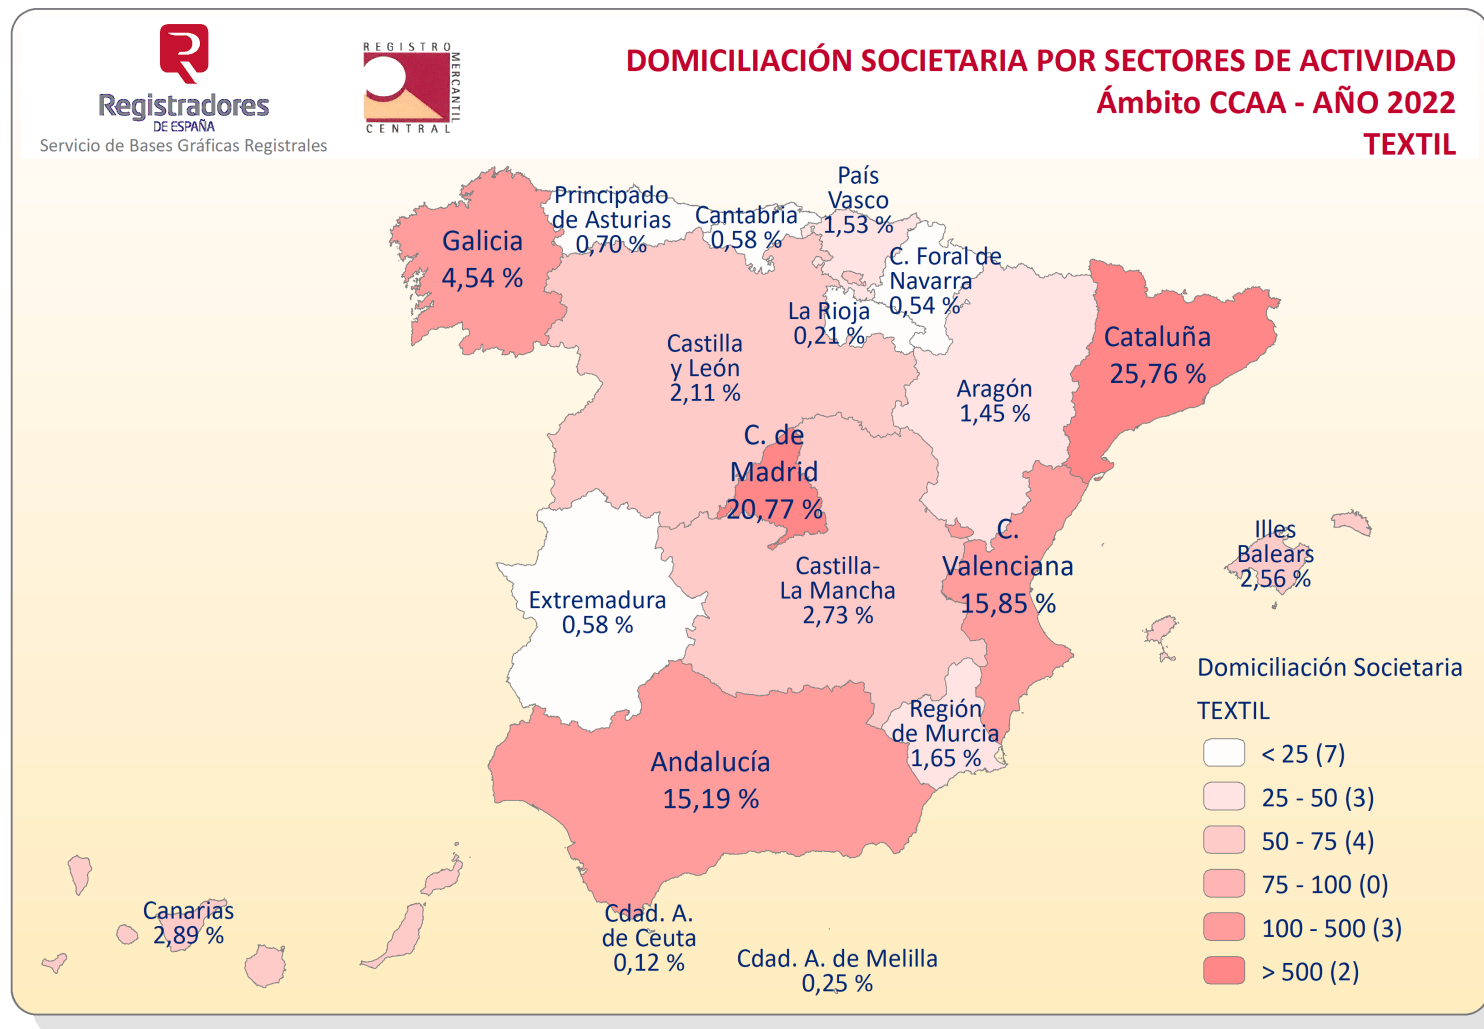 Registradores
DE ESPAÑA
Servicio de Bases Gráficas Registrales
REGISTRO
MERCANTIL
CENTRAL
DOMICILIACIÓN SOCIETARIA POR SECTORES DE ACTIVIDAD
Ámbito CCAA - AÑO 2022
TEXTIL
Galicia
4,54 %
Principado
de Asturias
0,70 %
Cantabria
0,58 %
País
Vasco
1,53 %
C. Foral de
Navarra
0,54 %
La Rioja
0,21 %
Castilla
y León
2,11 %
Aragón
1,45 %
Cataluña
25,76 %
C. de
Madrid
20,77 %
C.
Valenciana
15,85 %
Illes
Balears
2,56 %
Castilla-
La Mancha
2,73 %
Extremadura
0,58 %
Región
de Murcia
1,65 %
Andalucía
15,19 %
Canarias
2,89 %
Cdad. A.
de Ceuta
0,12 %
Cdad. A. de Melilla
0,25 %
Domiciliación Societaria
TEXTIL
< 25 (7)
25 - 50 (3)
50 - 75 (4)
75 - 100 (0)
100 - 500 (3)
> 500 (2)